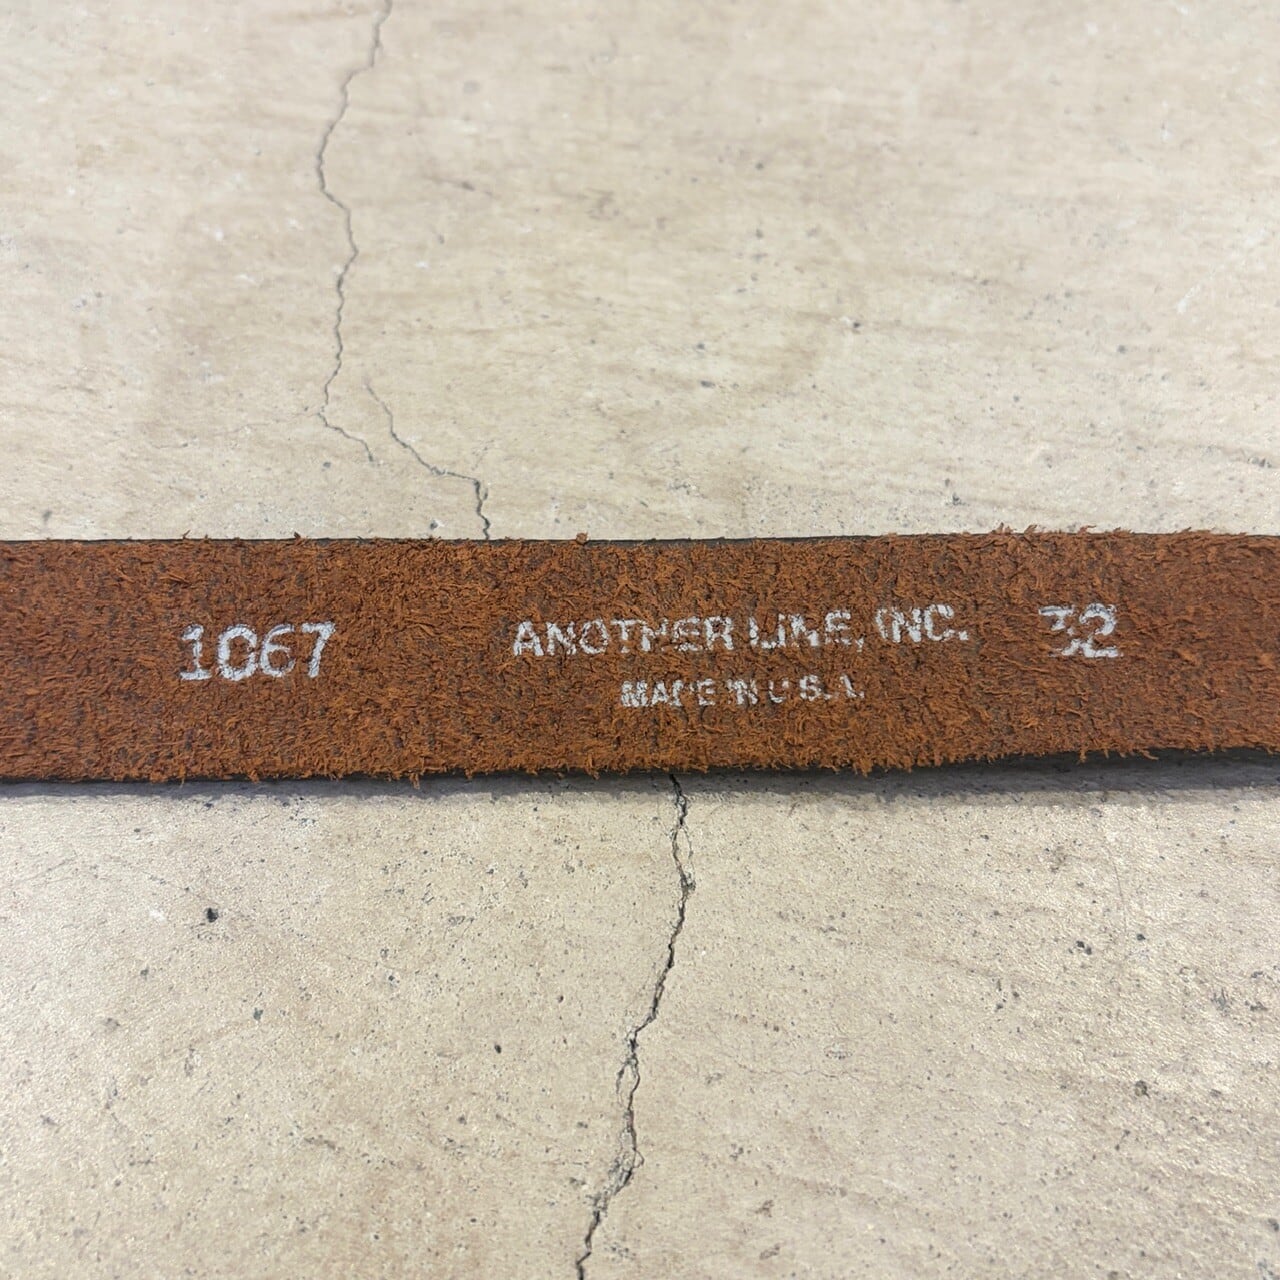 1067 ANOTHER LINE, INC. 32
MADE IN U.S.A.